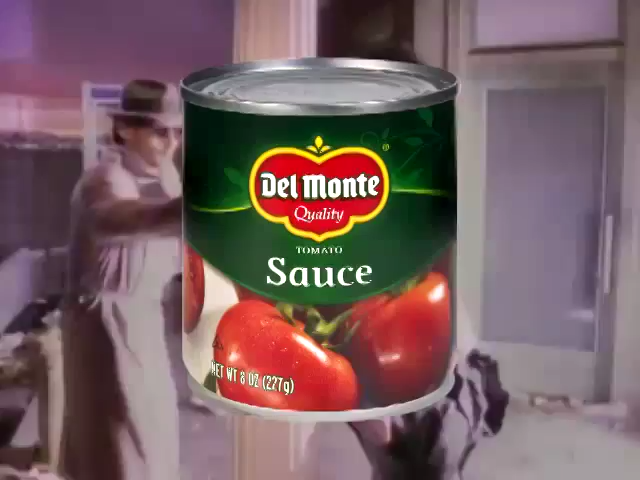 Del Monte
®
Quality
TOMATO
Sauce
NET WT 8 OZ (227g)